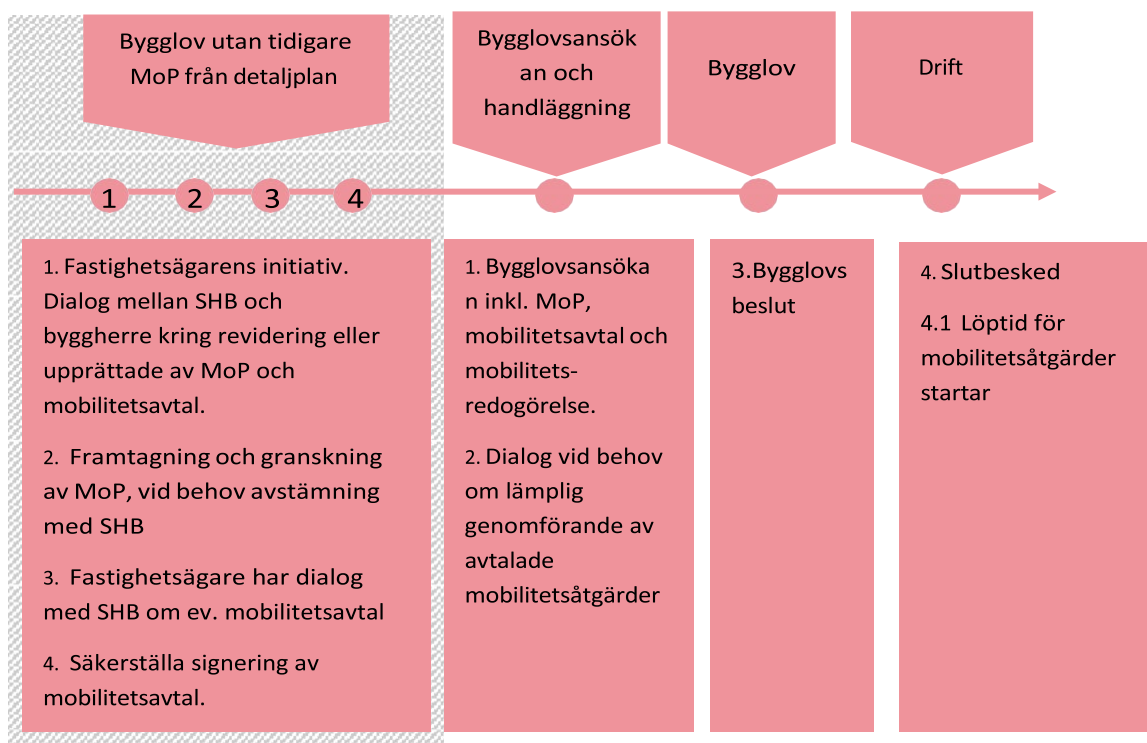 Bygglov utan tidigare
MoP från detaljplan
Bygglovsansök
an och
handläggning
Bygglov
Drift
1
2
3
4
1. Fastighetsägarens initiativ.
Dialog mellan SHB och
byggherre kring revidering eller
upprättade av MoP och
mobilitetsavtal.
2. Framtagning och granskning
av MoP, vid behov avstämning
med SHB
3. Fastighetsägare har dialog
med SHB om ev. mobilitetsavtal
4. Säkerställa signering av
mobilitetsavtal.
1. Bygglovsansöka
n inkl. MoP,
mobilitetsavtal och
mobilitets-
redogörelse.
2. Dialog vid behov
om lämplig
genomförande av
avtalade
mobilitetsåtgärder
3.Bygglovs
beslut
4. Slutbesked
4.1 Löptid för
mobilitetsåtgärder
startar